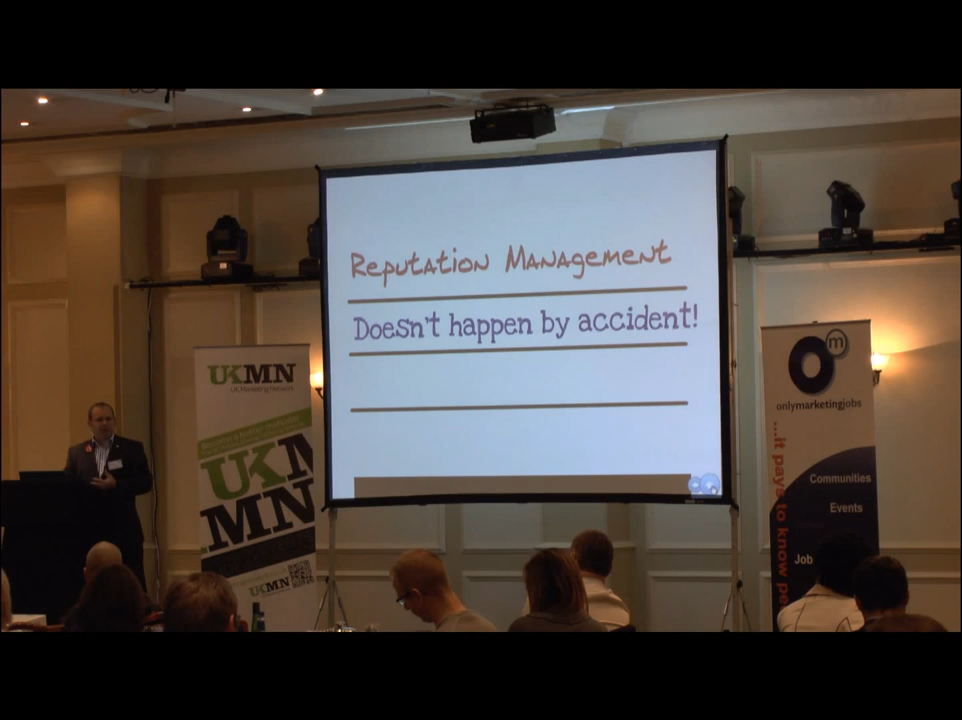 Reputation Management
Doesn't happen by accident!
UKMN
UK Marketing Network
UKMN
UKMN
m
onlymarketingjobs
...it pays to know
Communities
Events
Job